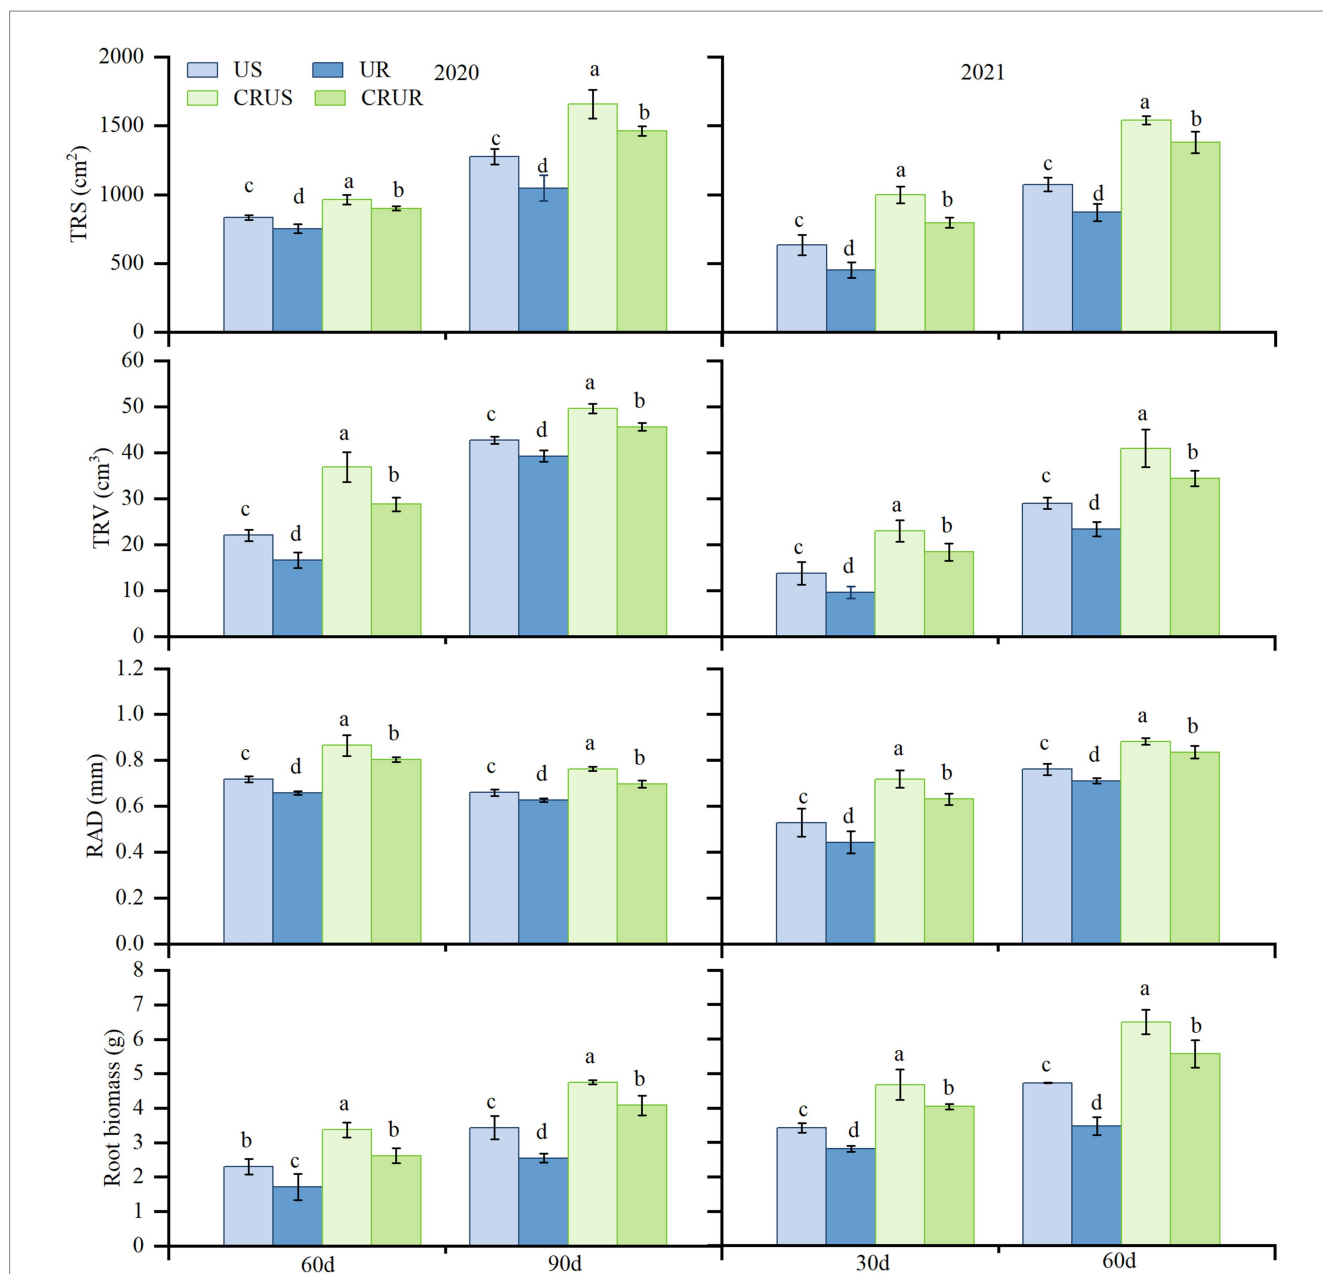 2000
1500
1000
500
0
TRS (cm²)
US UR
CRUS CRUR
2020
2021
c d a b
c d a b
c d a b
c d a b
60
50
40
30
20
10
0
TRV (cm³)
c d a b
c d a b
c d a b
c d a b
1.2
1.0
0.8
0.6
0.4
0.2
0.0
RAD (mm)
c d a b
c d a b
c d a b
c d a b
8
7
6
5
4
3
2
1
0
Root biomass (g)
b c a b
c d a b
c d a b
c d a b
60d 90d 30d 60d